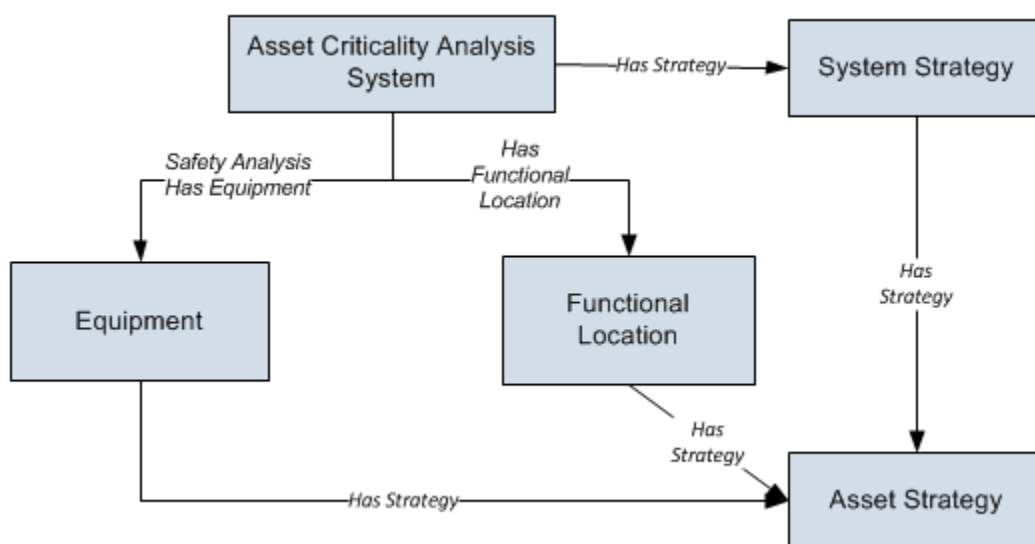 Asset Criticality Analysis
System
Has Strategy
System Strategy
Safety Analysis
Has Equipment
Has
Functional
Location
Equipment
Functional
Location
Has
Strategy
Has
Strategy
Has Strategy
Asset Strategy